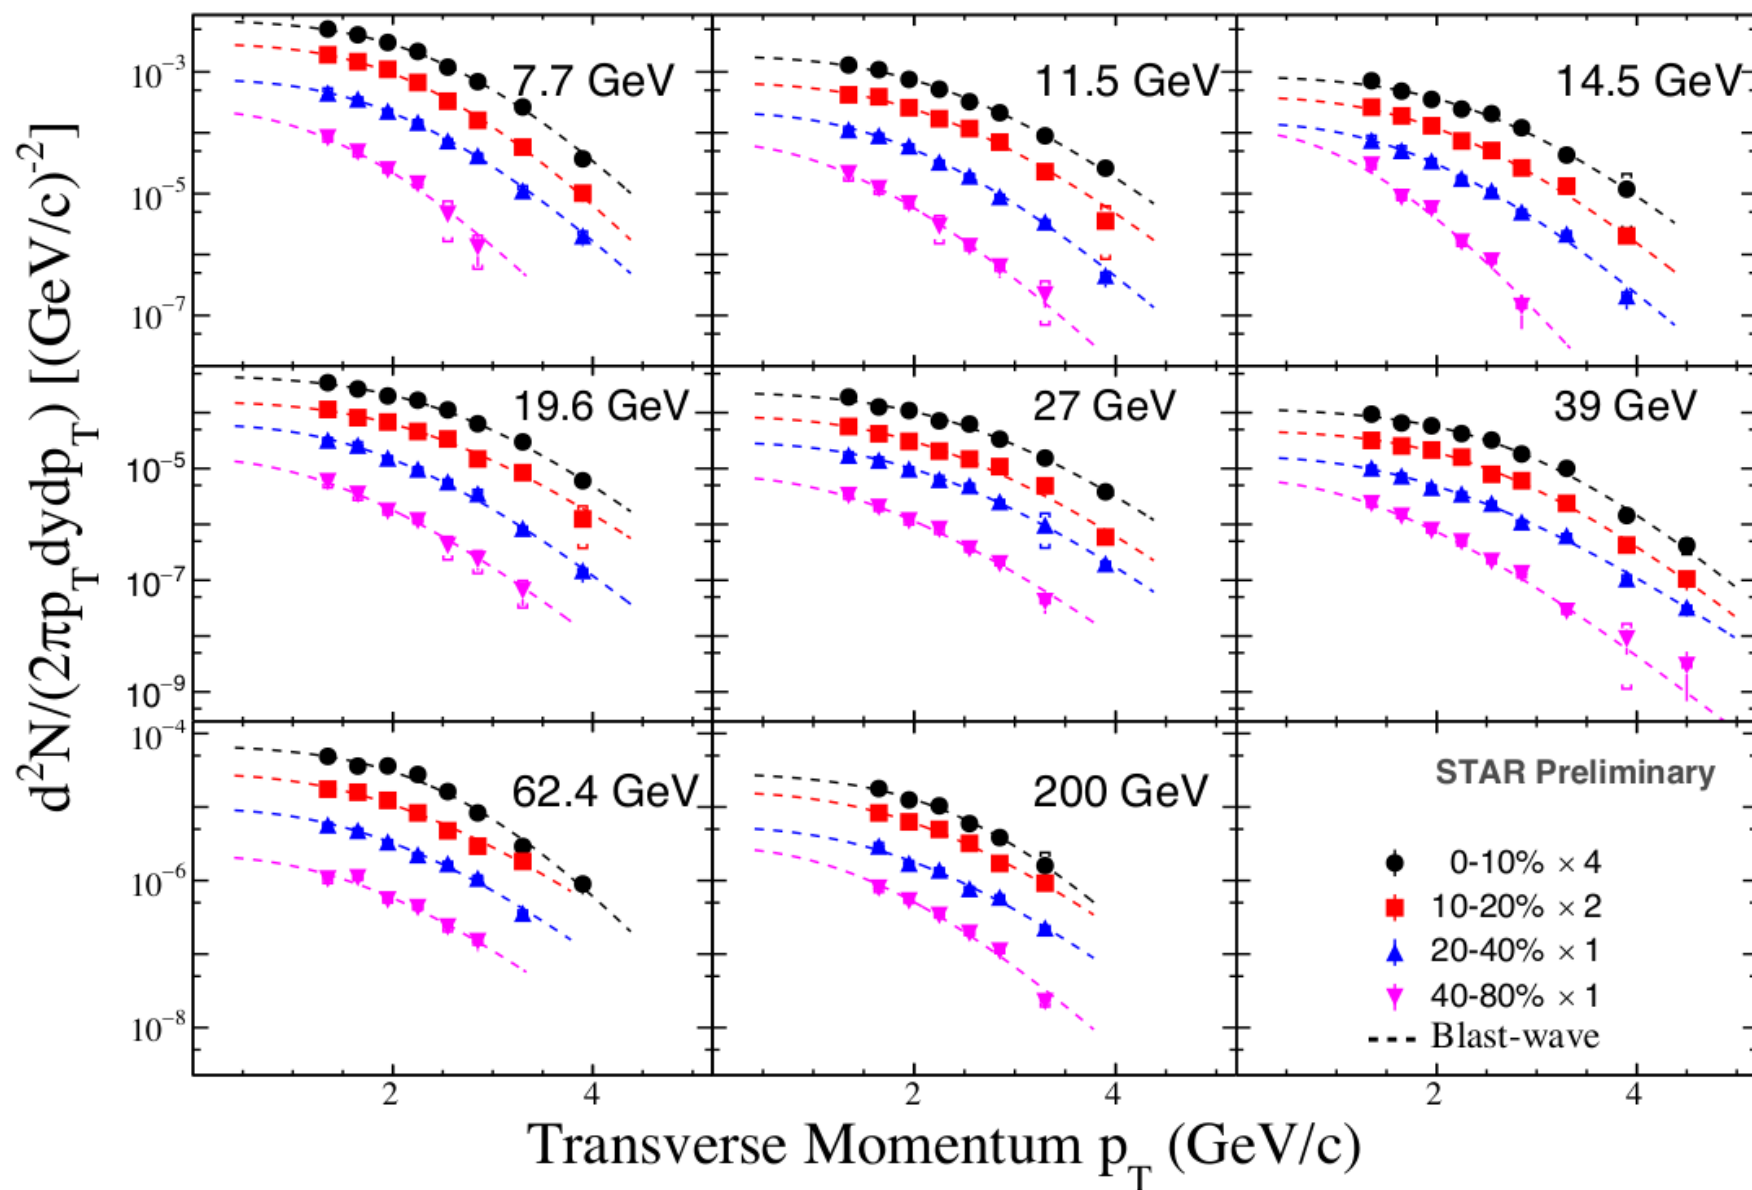 d²N/(2πp_T dydp_T) [(GeV/c)⁻²]
10⁻³
10⁻⁵
10⁻⁷
7.7 GeV
11.5 GeV
14.5 GeV
10⁻⁵
10⁻⁷
10⁻⁹
19.6 GeV
27 GeV
39 GeV
10⁻⁴
10⁻⁶
10⁻⁸
62.4 GeV
200 GeV
STAR Preliminary
0-10% × 4
10-20% × 2
20-40% × 1
40-80% × 1
Blast-wave
2 4 2 4 2 4
Transverse Momentum p_T (GeV/c)